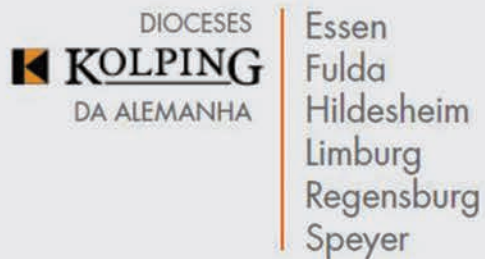 DIOCESES
KOLPING
DA ALEMANHA
Essen
Fulda
Hildesheim
Limburg
Regensburg
Speyer